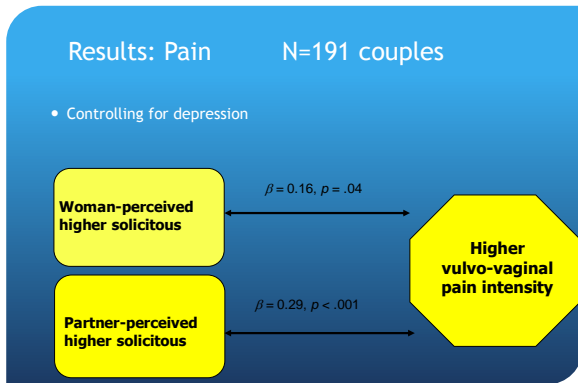 Results: Pain N=191 couples
• Controlling for depression
β = 0.16, p = .04
Woman-perceived
higher solicitous
Higher
vulvo-vaginal
pain intensity
β = 0.29, p < .001
Partner-perceived
higher solicitous